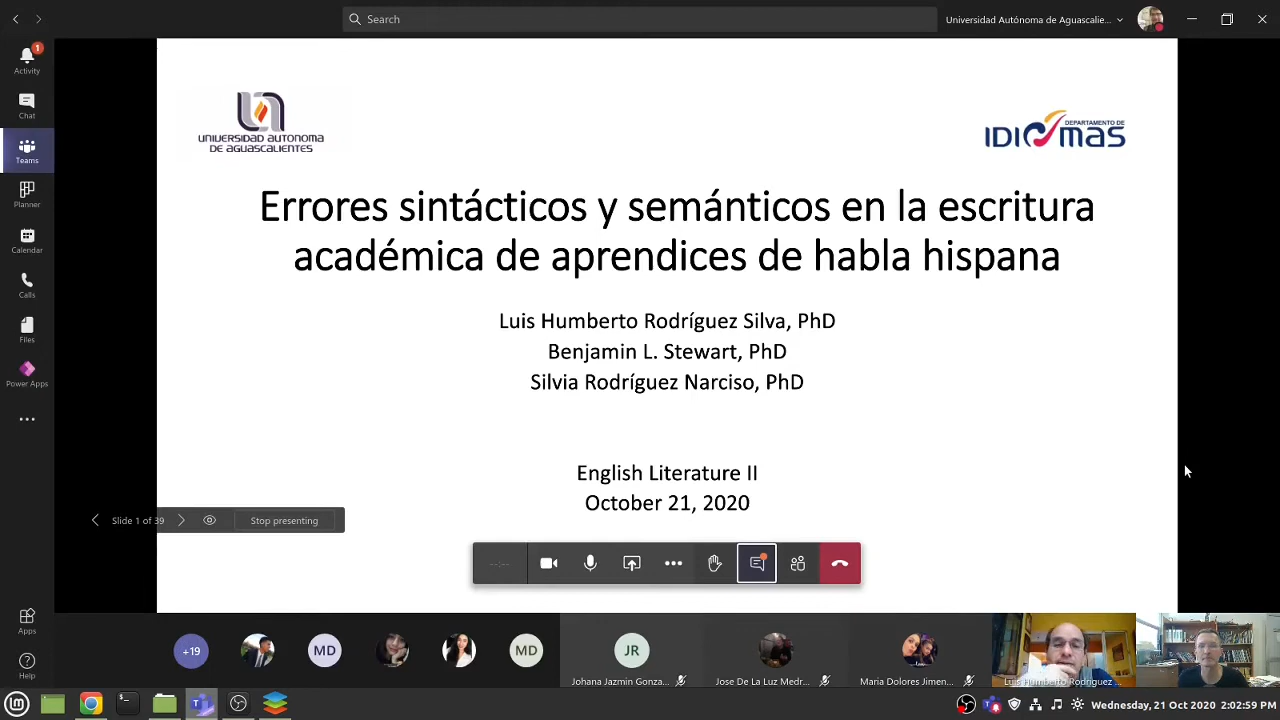 Search
Universidad Autónoma de Aguascalie...
Activity
1
Chat
Teams
Planner
Calendar
Calls
Files
Power Apps
Apps
Help
UNIVERSIDAD AUTONOMA
DE AGUASCALIENTES
DEPARTAMENTO DE
IDIOMAS
Errores sintácticos y semánticos en la escritura
académica de aprendices de habla hispana
Luis Humberto Rodríguez Silva, PhD
Benjamin L. Stewart, PhD
Silvia Rodríguez Narciso, PhD
English Literature II
October 21, 2020
Slide 1 of 39
Stop presenting
--:--
+19
MD
MD
JR
Johana Jazmin Gonza...
Jose De La Luz Medr...
Maria Dolores Jimen...
Luis Humberto Rodriguez ...
Wednesday, 21 Oct 2020
2:02:59 PM